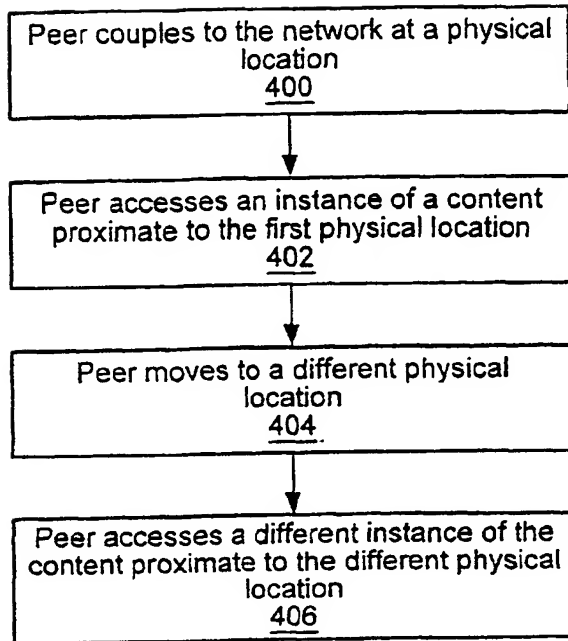 Peer couples to the network at a physical
location
400
Peer accesses an instance of a content
proximate to the first physical location
402
Peer moves to a different physical
location
404
Peer accesses a different instance of the
content proximate to the different physical
location
406